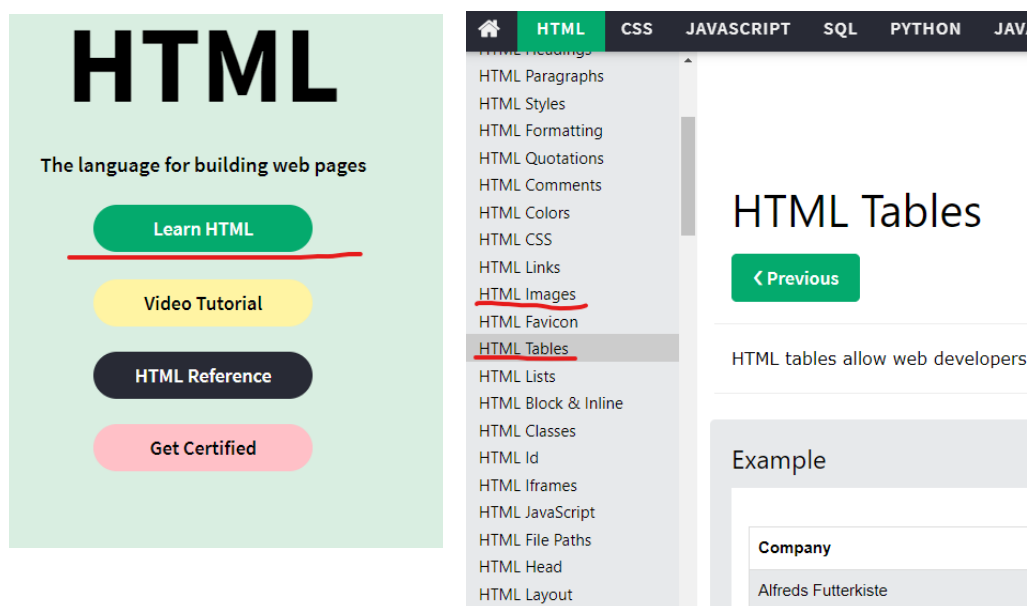 HTML
The language for building web pages
Learn HTML
Video Tutorial
HTML Reference
Get Certified
HTML CSS JAVASCRIPT SQL PYTHON
HTML Headings
HTML Paragraphs
HTML Styles
HTML Formatting
HTML Quotations
HTML Comments
HTML Colors
HTML CSS
HTML Links
HTML Images
HTML Favicon
HTML Tables
HTML Lists
HTML Block & Inline
HTML Classes
HTML Id
HTML Iframes
HTML JavaScript
HTML File Paths
HTML Head
HTML Layout
HTML Tables
❮ Previous
HTML tables allow web developers
Example
Company
Alfreds Futterkiste